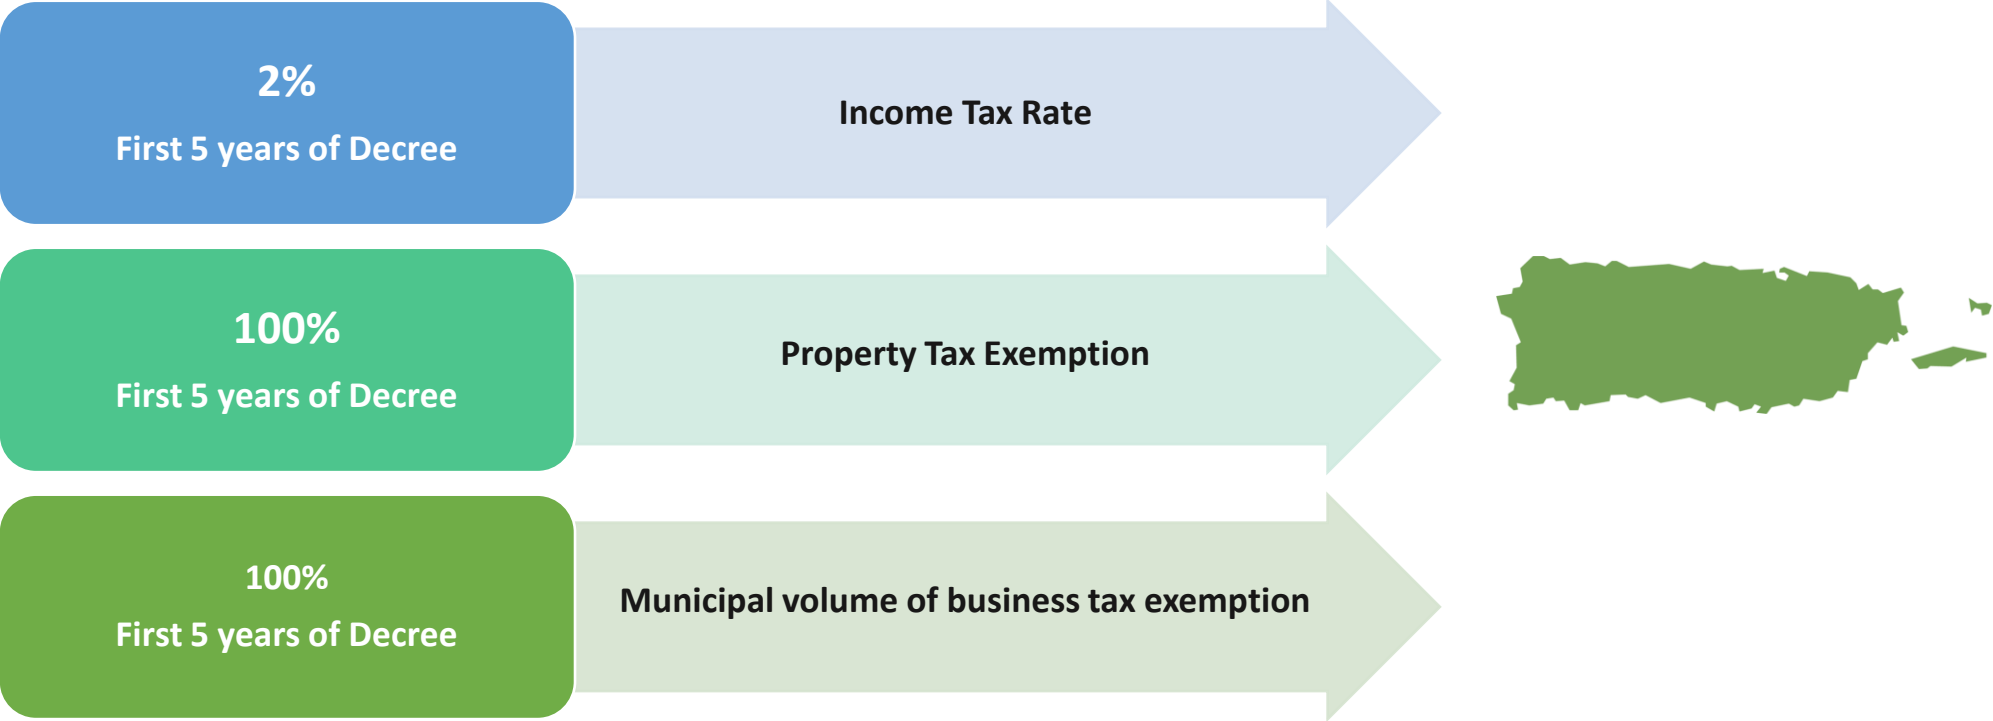 2%
First 5 years of Decree
Income Tax Rate
100%
First 5 years of Decree
Property Tax Exemption
100%
First 5 years of Decree
Municipal volume of business tax exemption